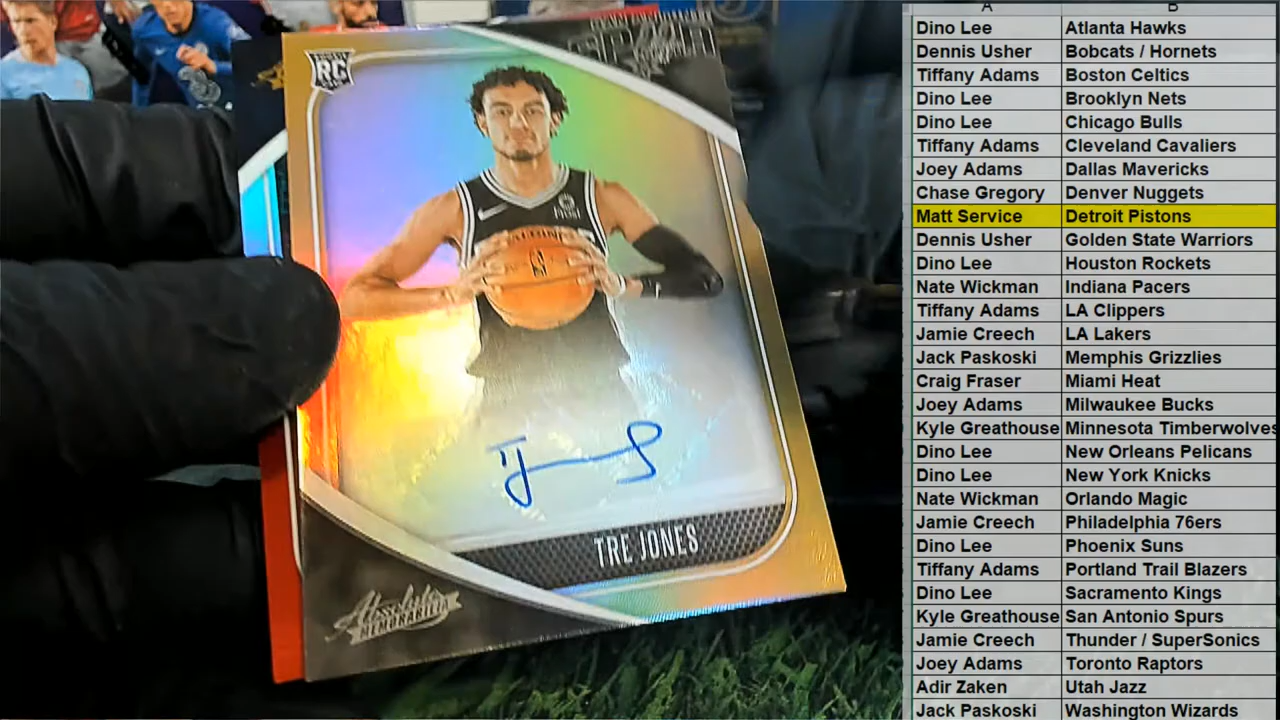 RC
SPALDING
TRE JONES
Absolute
MEMORABILIA
A B
Dino Lee Atlanta Hawks
Dennis Usher Bobcats / Hornets
Tiffany Adams Boston Celtics
Dino Lee Brooklyn Nets
Dino Lee Chicago Bulls
Tiffany Adams Cleveland Cavaliers
Joey Adams Dallas Mavericks
Chase Gregory Denver Nuggets
Matt Service Detroit Pistons
Dennis Usher Golden State Warriors
Dino Lee Houston Rockets
Nate Wickman Indiana Pacers
Tiffany Adams LA Clippers
Jamie Creech LA Lakers
Jack Paskoski Memphis Grizzlies
Craig Fraser Miami Heat
Joey Adams Milwaukee Bucks
Kyle Greathouse Minnesota Timberwolves
Dino Lee New Orleans Pelicans
Dino Lee New York Knicks
Nate Wickman Orlando Magic
Jamie Creech Philadelphia 76ers
Dino Lee Phoenix Suns
Tiffany Adams Portland Trail Blazers
Dino Lee Sacramento Kings
Kyle Greathouse San Antonio Spurs
Jamie Creech Thunder / SuperSonics
Joey Adams Toronto Raptors
Adir Zaken Utah Jazz
Jack Paskoski Washington Wizards